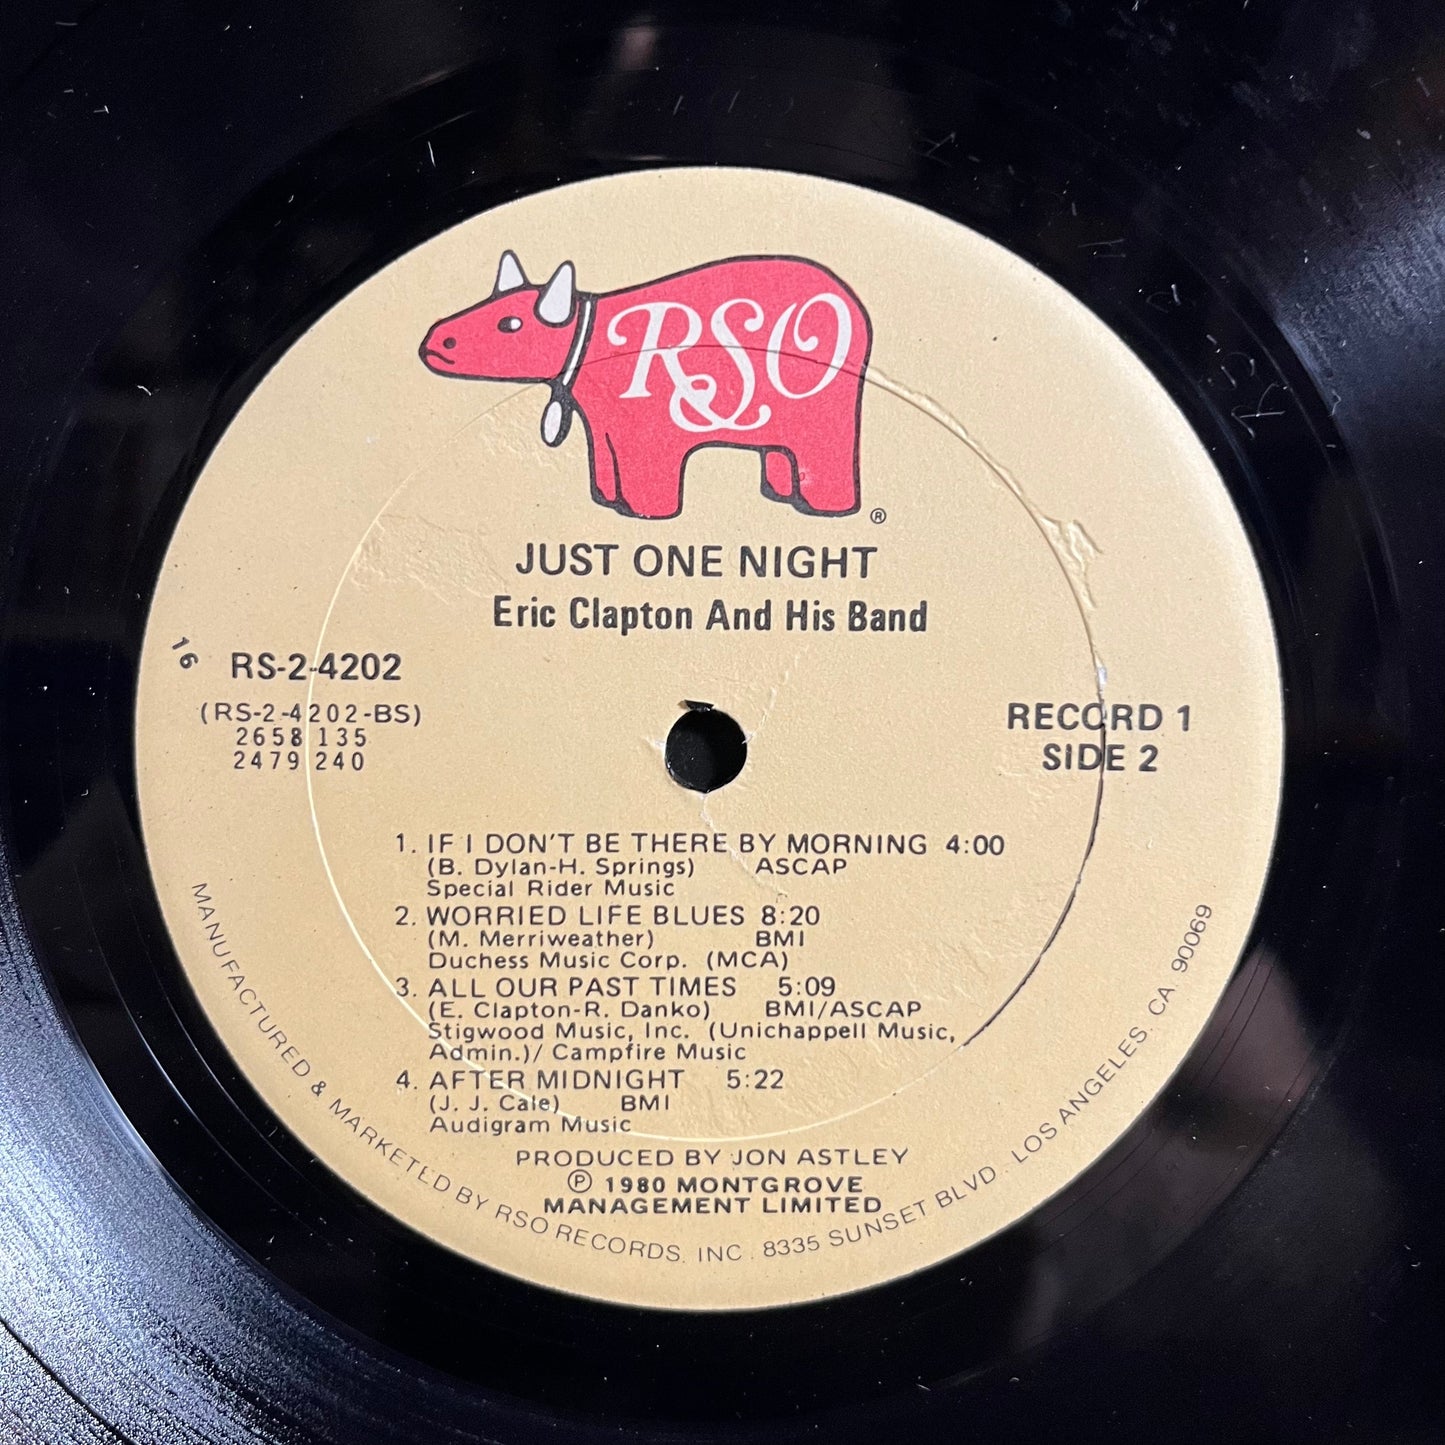 RSO
®
JUST ONE NIGHT
Eric Clapton And His Band
16
RS-2-4202
(RS-2-4202-BS)
2658 135
2479 240
RECORD 1
SIDE 2
1. IF I DON'T BE THERE BY MORNING 4:00
(B. Dylan-H. Springs) ASCAP
Special Rider Music
2. WORRIED LIFE BLUES 8:20
(M. Merriweather) BMI
Duchess Music Corp. (MCA)
3. ALL OUR PAST TIMES 5:09
(E. Clapton-R. Danko) BMI/ASCAP
Stigwood Music, Inc. (Unichappell Music,
Admin.)/ Campfire Music
4. AFTER MIDNIGHT 5:22
(J. J. Cale) BMI
Audigram Music
PRODUCED BY JON ASTLEY
℗ 1980 MONTGROVE
MANAGEMENT LIMITED
MANUFACTURED & MARKETED BY RSO RECORDS, INC. 8335 SUNSET BLVD. LOS ANGELES, CA. 90069